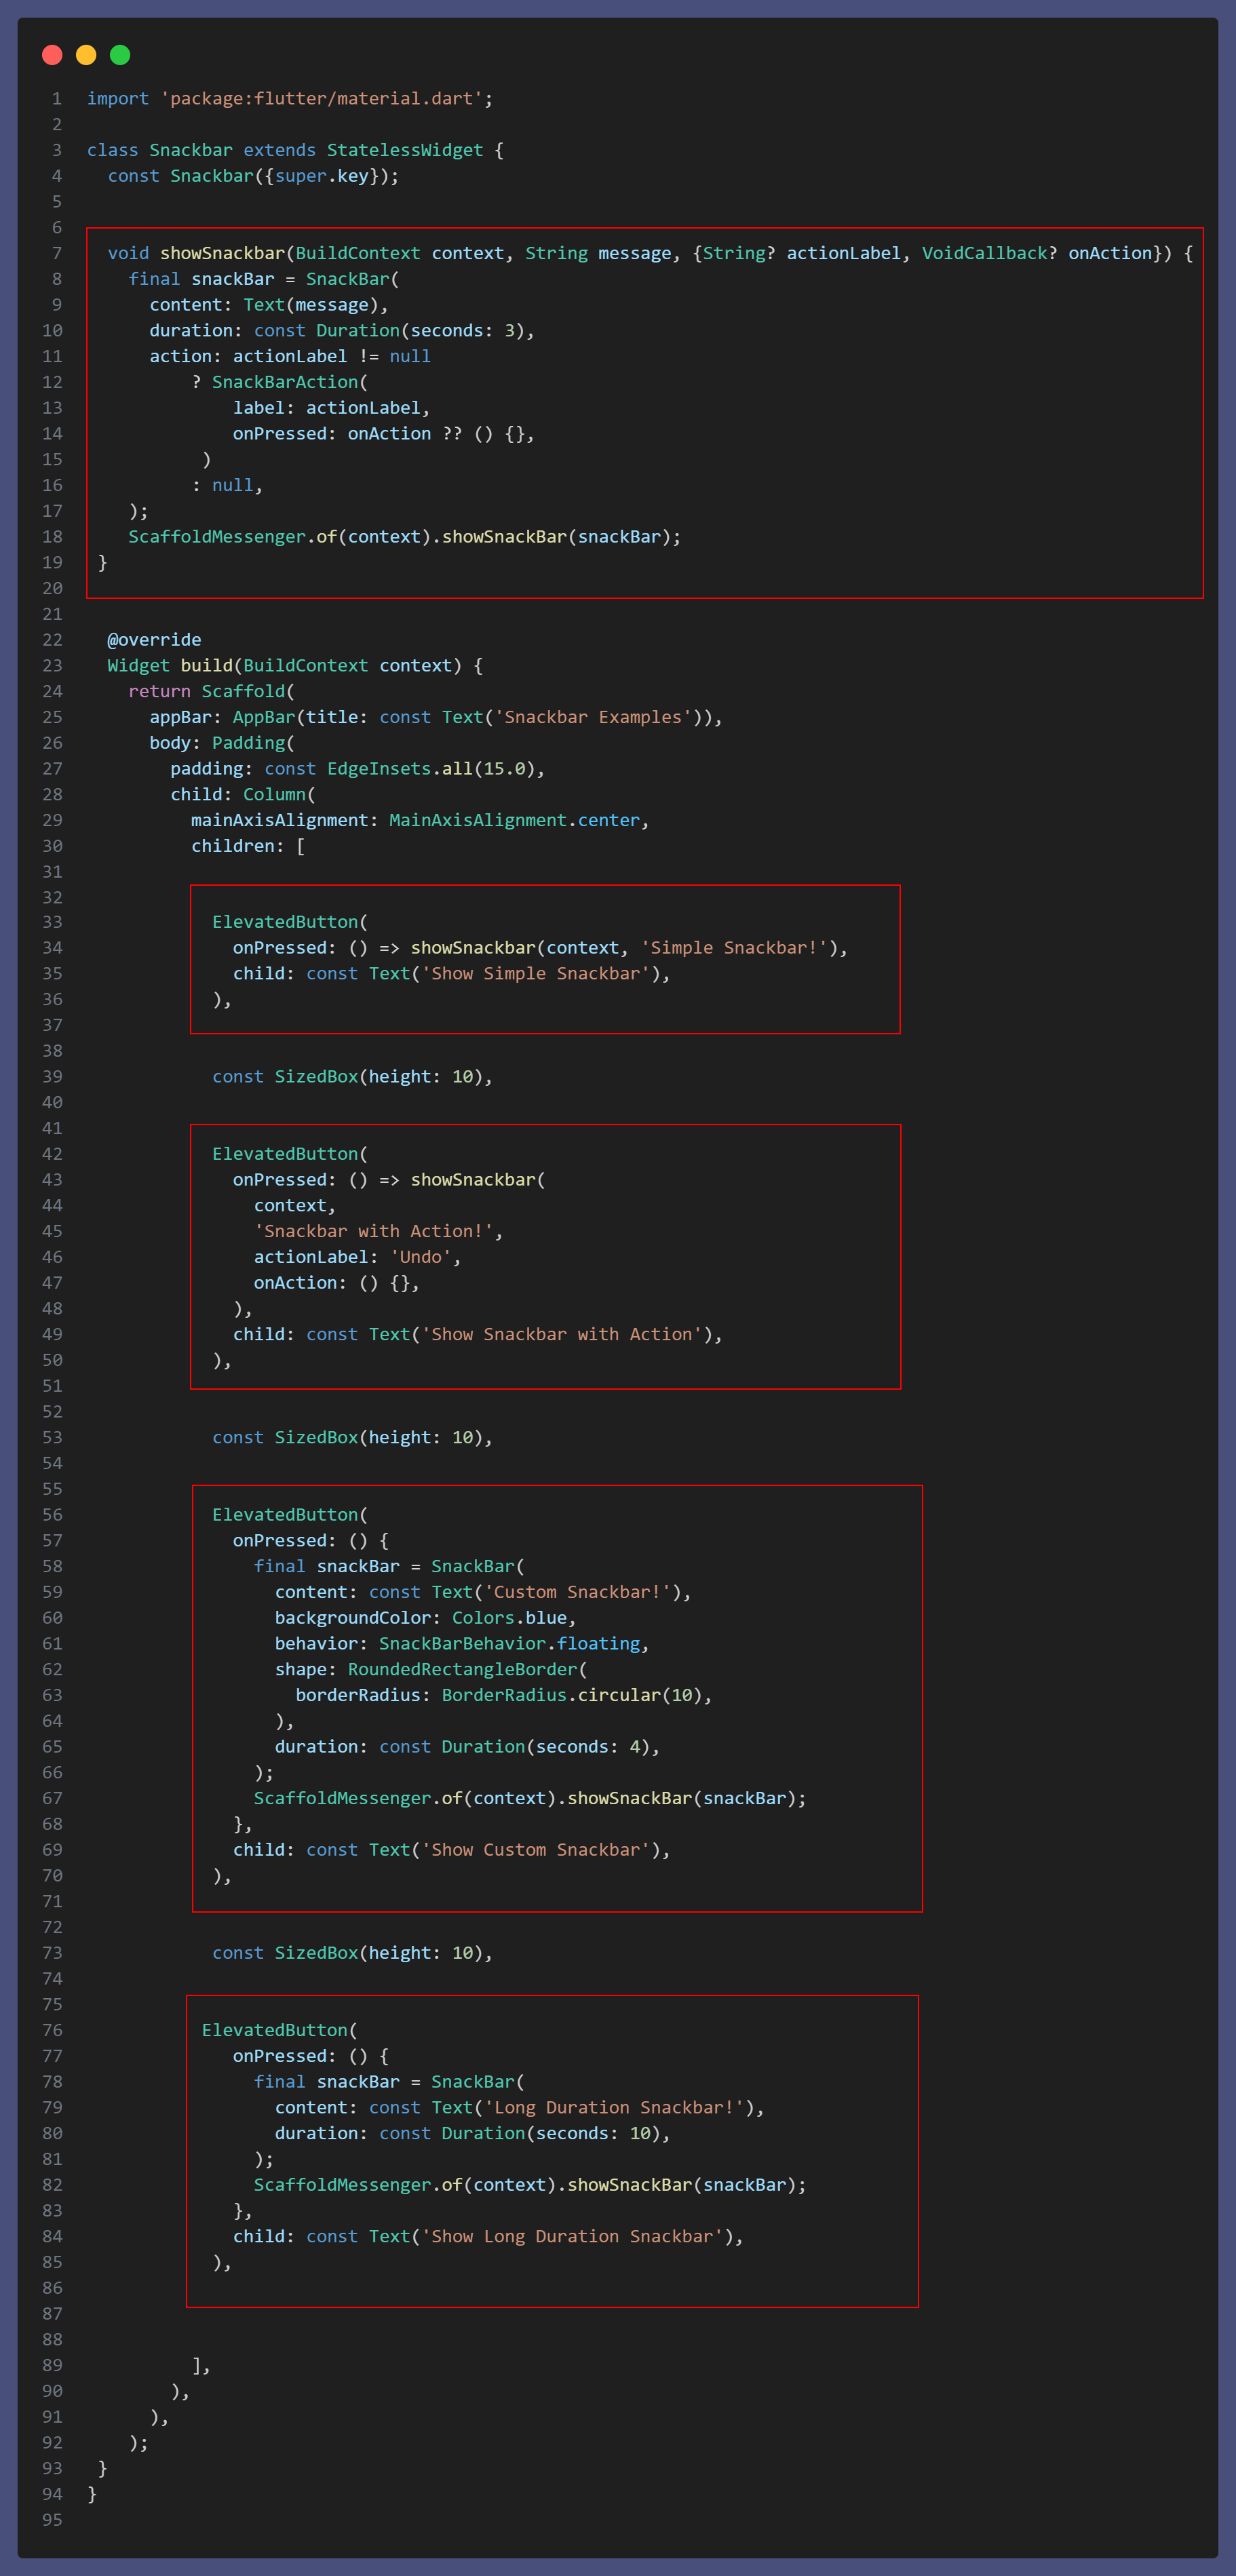 1 import 'package:flutter/material.dart';
2
3 class Snackbar extends StatelessWidget {
4   const Snackbar({super.key});
5
6
7   void showSnackbar(BuildContext context, String message, {String? actionLabel, VoidCallback? onAction}) {
8     final snackBar = SnackBar(
9       content: Text(message),
10       duration: const Duration(seconds: 3),
11       action: actionLabel != null
12           ? SnackBarAction(
13               label: actionLabel,
14               onPressed: onAction ?? () {},
15            )
16           : null,
17     );
18     ScaffoldMessenger.of(context).showSnackBar(snackBar);
19  }
20
21
22   @override
23   Widget build(BuildContext context) {
24     return Scaffold(
25       appBar: AppBar(title: const Text('Snackbar Examples')),
26       body: Padding(
27         padding: const EdgeInsets.all(15.0),
28         child: Column(
29           mainAxisAlignment: MainAxisAlignment.center,
30           children: [
31
32
33             ElevatedButton(
34               onPressed: () => showSnackbar(context, 'Simple Snackbar!'),
35               child: const Text('Show Simple Snackbar'),
36             ),
37
38
39             const SizedBox(height: 10),
40
41
42             ElevatedButton(
43               onPressed: () => showSnackbar(
44                 context,
45                 'Snackbar with Action!',
46                 actionLabel: 'Undo',
47                 onAction: () {},
48               ),
49               child: const Text('Show Snackbar with Action'),
50             ),
51
52
53             const SizedBox(height: 10),
54
55
56             ElevatedButton(
57               onPressed: () {
58                 final snackBar = SnackBar(
59                   content: const Text('Custom Snackbar!'),
60                   backgroundColor: Colors.blue,
61                   behavior: SnackBarBehavior.floating,
62                   shape: RoundedRectangleBorder(
63                     borderRadius: BorderRadius.circular(10),
64                   ),
65                   duration: const Duration(seconds: 4),
66                 );
67                 ScaffoldMessenger.of(context).showSnackBar(snackBar);
68               },
69               child: const Text('Show Custom Snackbar'),
70             ),
71
72
73             const SizedBox(height: 10),
74
75
76            ElevatedButton(
77               onPressed: () {
78                 final snackBar = SnackBar(
79                   content: const Text('Long Duration Snackbar!'),
80                   duration: const Duration(seconds: 10),
81                 );
82                 ScaffoldMessenger.of(context).showSnackBar(snackBar);
83               },
84               child: const Text('Show Long Duration Snackbar'),
85             ),
86
87
88
89           ],
90         ),
91       ),
92     );
93  }
94 }
95